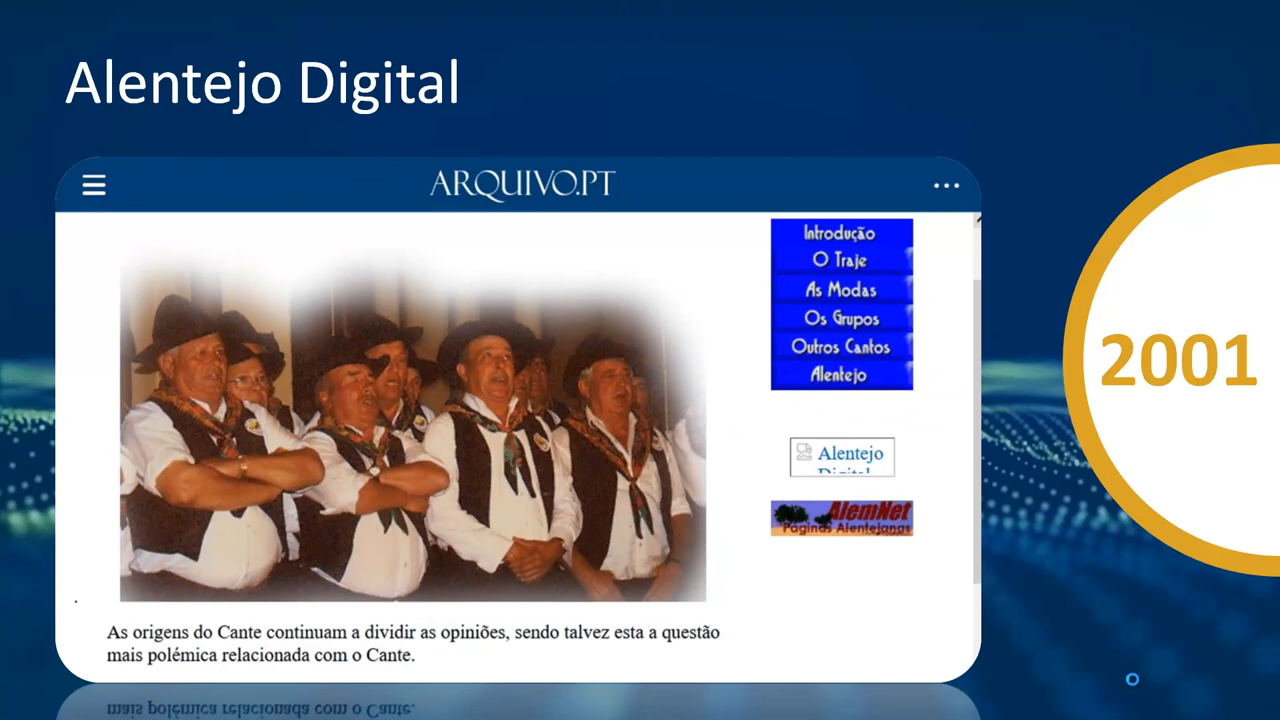 Alentejo Digital
ARQUIVO.PT
Introdução
O Traje
As Modas
Os Grupos
Outros Cantos
Alentejo
2001
Alentejo
Digital
AlemNet
Páginas Alentejanas
As origens do Cante continuam a dividir as opiniões, sendo talvez esta a questão
mais polémica relacionada com o Cante.